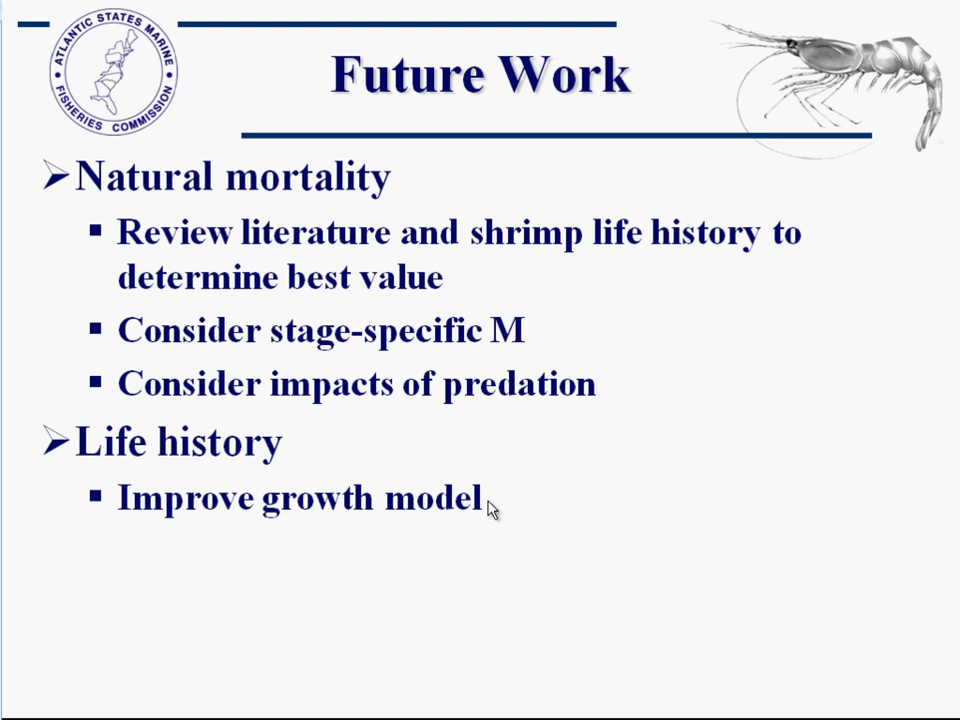 ATLANTIC STATES MARINE
FISHERIES COMMISSION
Future Work
Natural mortality
Review literature and shrimp life history to
determine best value
Consider stage-specific M
Consider impacts of predation
Life history
Improve growth model